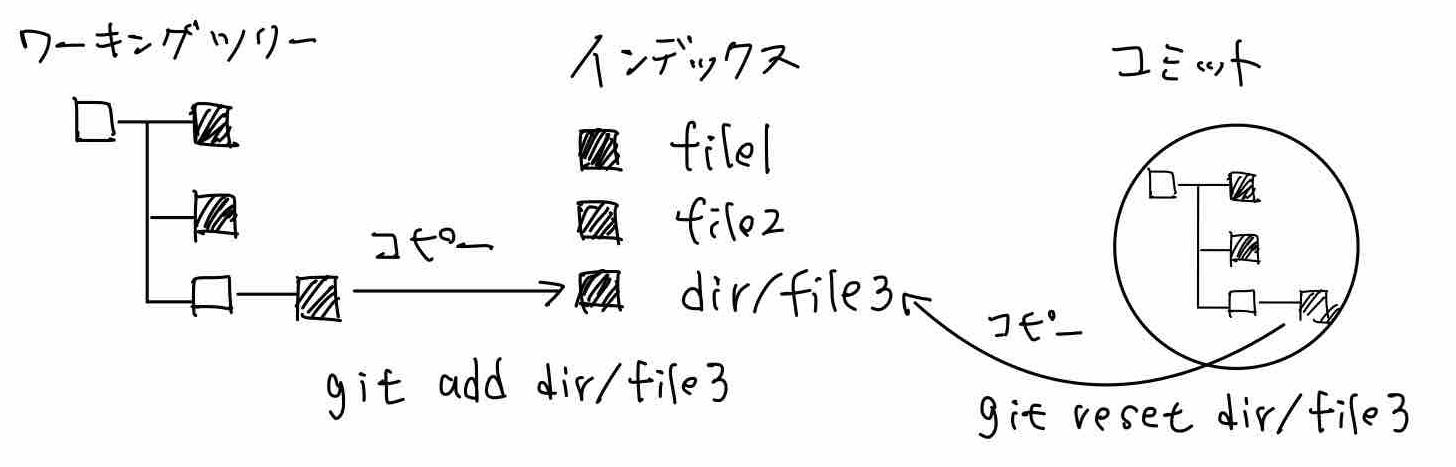 ワーキングツリー
インデックス
コミット
file1
file2
コピー
dir/file3
コピー
git add dir/file3
git reset dir/file3